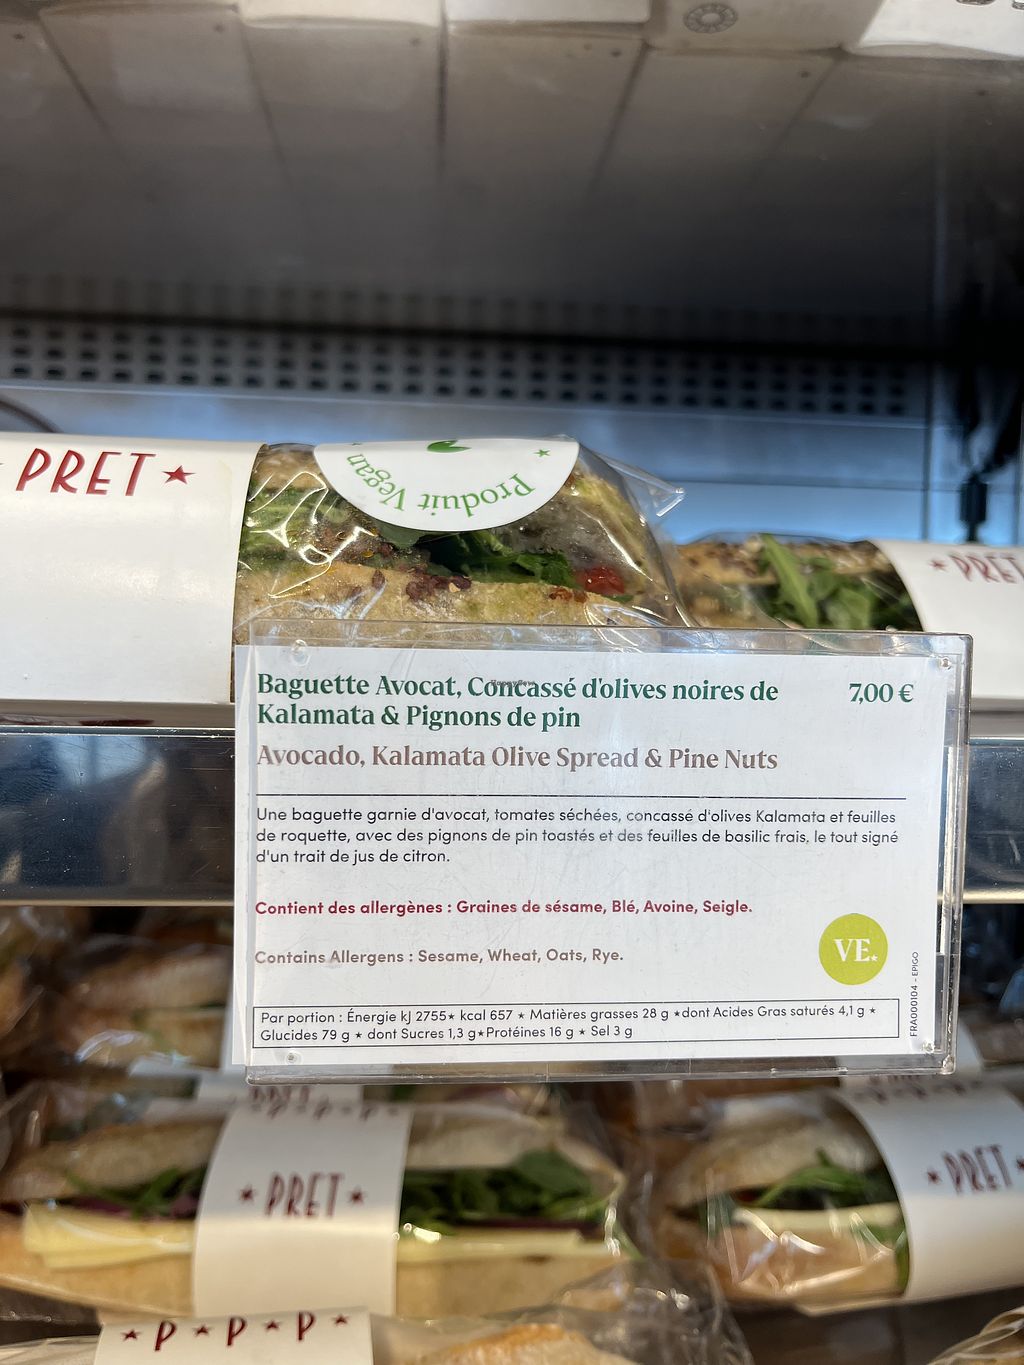 PRET★
Produit Vegan
★PRET
Baguette Avocat, Concassé d'olives noires de
Kalamata & Pignons de pin
7,00 €
Avocado, Kalamata Olive Spread & Pine Nuts
Une baguette garnie d'avocat, tomates séchées, concassé d'olives Kalamata et feuilles
de roquette, avec des pignons de pin toastés et des feuilles de basilic frais. le tout signé
d'un trait de jus de citron.
Contient des allergènes : Graines de sésame, Blé, Avoine, Seigle.
Contains Allergens : Sesame, Wheat, Oats, Rye.
VE.
FRA000104 - EPIGO
Par portion : Énergie kJ 2755★ kcal 657 ★ Matières grasses 28 g ★dont Acides Gras saturés 4,1 g ★
Glucides 79 g ★ dont Sucres 1,3 g★Protéines 16 g ★ Sel 3 g
★PRET★
★PRET★
★P★P★P★